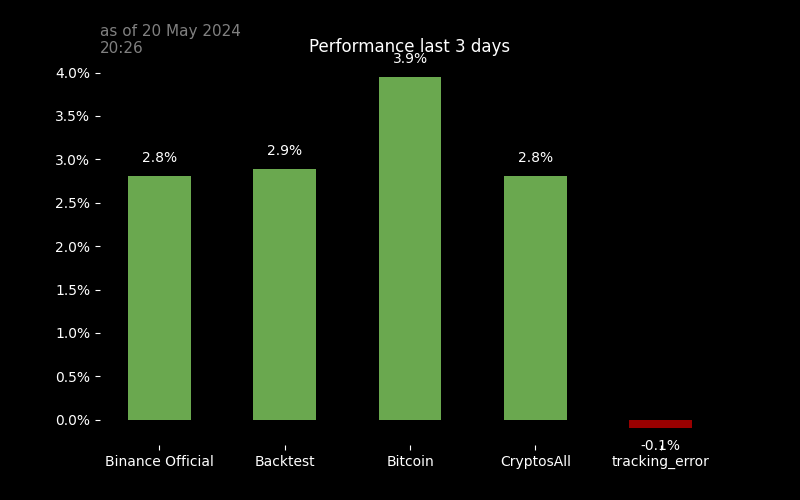 as of 20 May 2024
20:26
Performance last 3 days
3.9%
4.0%
3.5%
3.0%
2.5%
2.0%
1.5%
1.0%
0.5%
0.0%
2.8%
2.9%
2.8%
-0.1%
Binance Official
Backtest
Bitcoin
CryptosAll
tracking_error